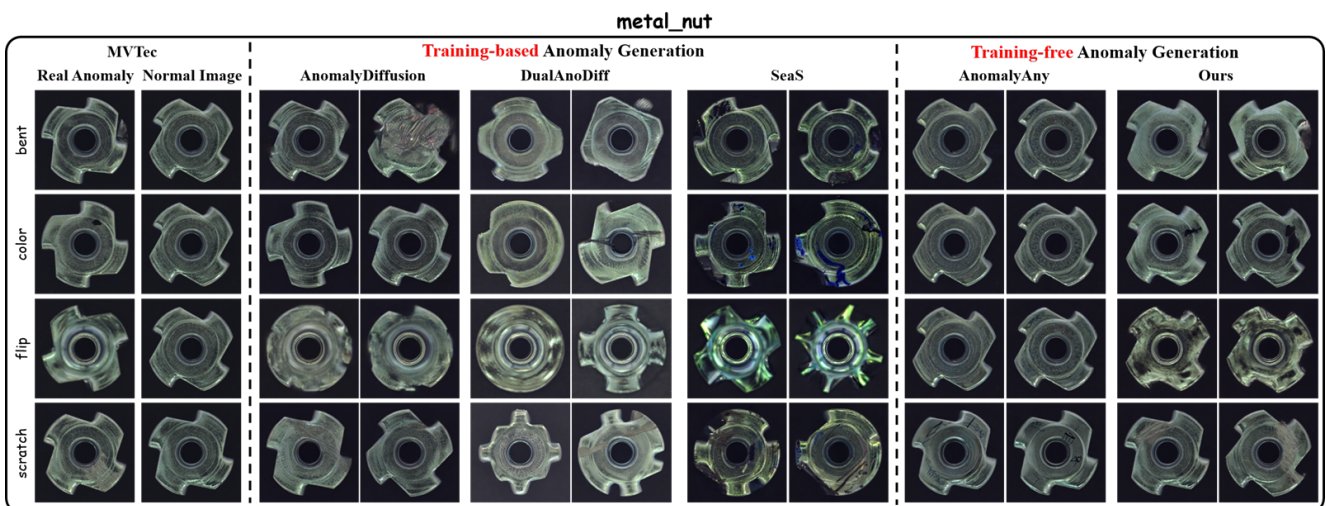 metal_nut
MVTec
Training-based Anomaly Generation
Training-free Anomaly Generation
Real Anomaly Normal Image AnomalyDiffusion DualAnoDiff SeaS AnomalyAny Ours
bent
color
flip
scratch